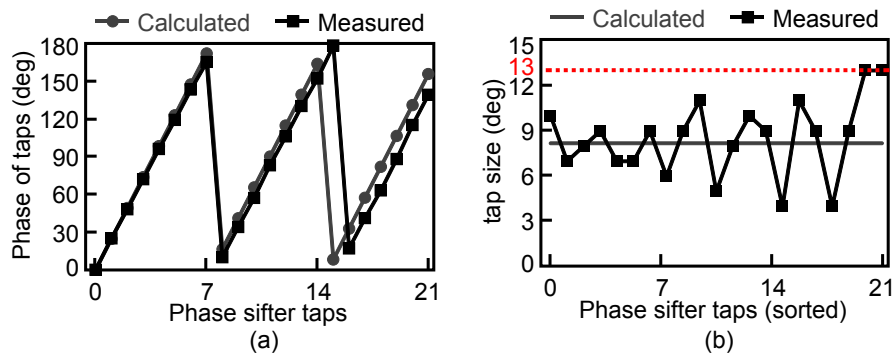 Calculated Measured
180
150
120
90
60
30
0
Phase of taps (deg)
0 7 14 21
Phase sifter taps
(a)
Calculated Measured
15
13
12
9
6
3
0
tap size (deg)
0 7 14 21
Phase sifter taps (sorted)
(b)